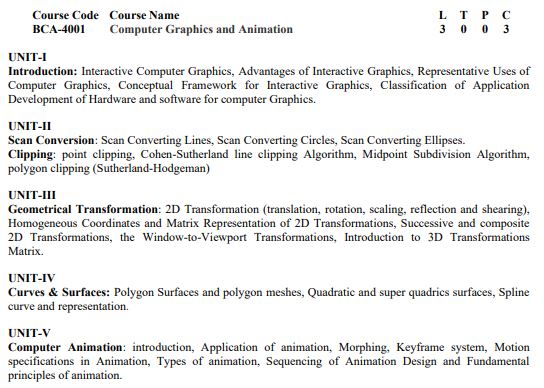 Course Code Course Name L T P C
BCA-4001 Computer Graphics and Animation 3 0 0 3
UNIT-I
Introduction: Interactive Computer Graphics, Advantages of Interactive Graphics, Representative Uses of
Computer Graphics, Conceptual Framework for Interactive Graphics, Classification of Application
Development of Hardware and software for computer Graphics.
UNIT-II
Scan Conversion: Scan Converting Lines, Scan Converting Circles, Scan Converting Ellipses.
Clipping: point clipping, Cohen-Sutherland line clipping Algorithm, Midpoint Subdivision Algorithm,
polygon clipping (Sutherland-Hodgeman)
UNIT-III
Geometrical Transformation: 2D Transformation (translation, rotation, scaling, reflection and shearing),
Homogeneous Coordinates and Matrix Representation of 2D Transformations, Successive and composite
2D Transformations, the Window-to-Viewport Transformations, Introduction to 3D Transformations
Matrix.
UNIT-IV
Curves & Surfaces: Polygon Surfaces and polygon meshes, Quadratic and super quadrics surfaces, Spline
curve and representation.
UNIT-V
Computer Animation: introduction, Application of animation, Morphing, Keyframe system, Motion
specifications in Animation, Types of animation, Sequencing of Animation Design and Fundamental
principles of animation.